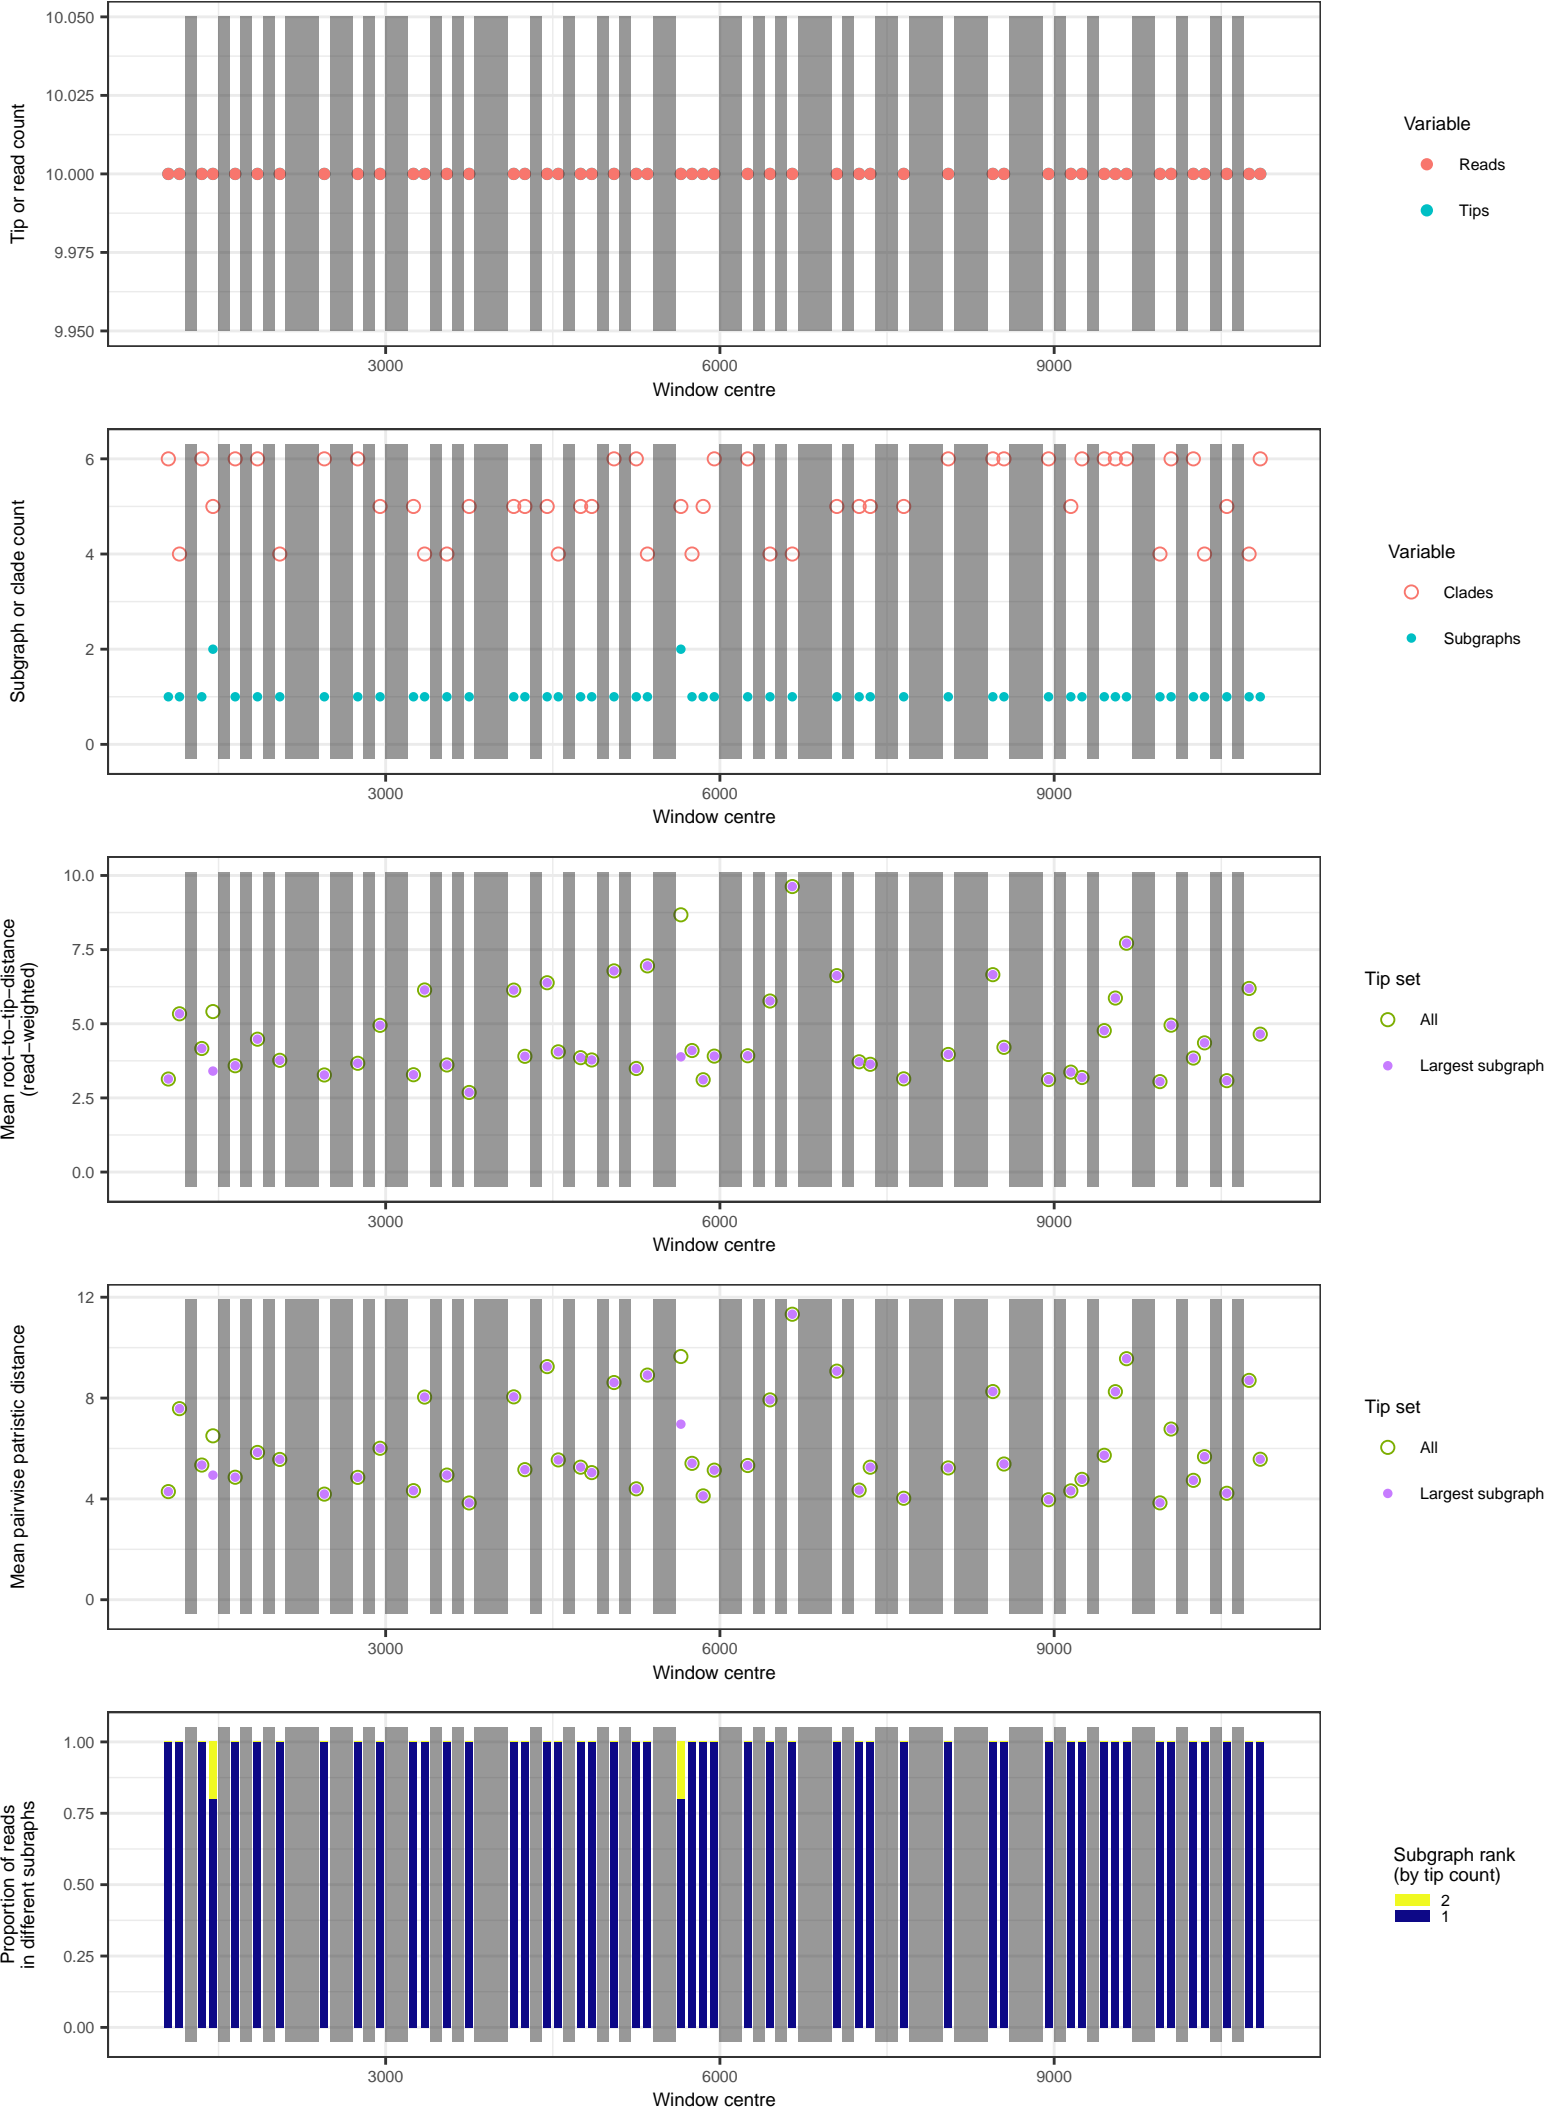 10.050
10.025
10.000
9.975
9.950
Tip or read count
3000 6000 9000
Window centre
Variable
Reads
Tips
6
4
2
0
Subgraph or clade count
3000 6000 9000
Window centre
Variable
Clades
Subgraphs
10.0
7.5
5.0
2.5
0.0
Mean root−to−tip−distance
(read−weighted)
3000 6000 9000
Window centre
Tip set
All
Largest subgraph
12
8
4
0
Mean pairwise patristic distance
3000 6000 9000
Window centre
Tip set
All
Largest subgraph
1.00
0.75
0.50
0.25
0.00
Proportion of reads
in different subraphs
3000 6000 9000
Window centre
Subgraph rank
(by tip count)
2
1